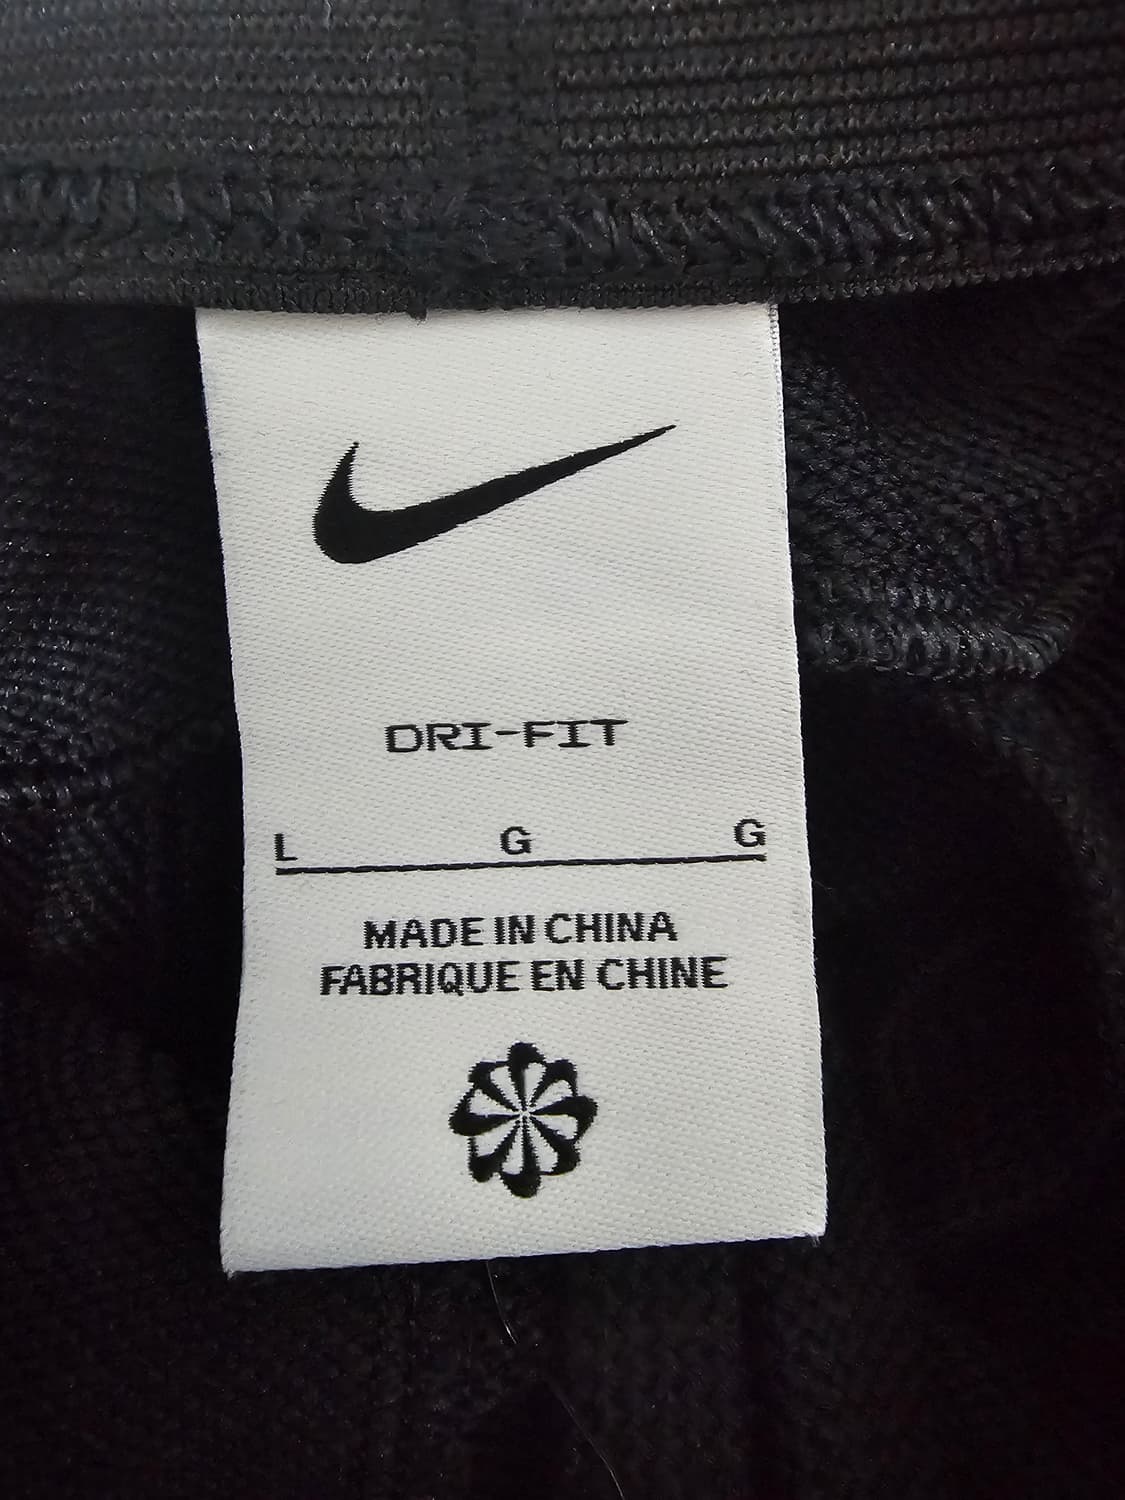 DRI-FIT
L G G
MADE IN CHINA
FABRIQUE EN CHINE